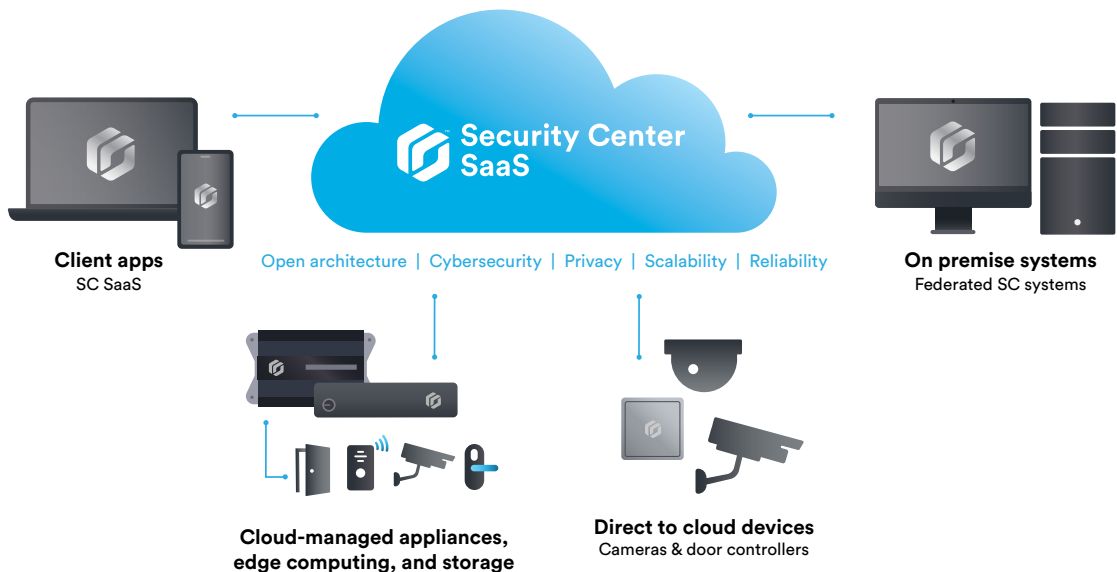 Security Center
SaaS
Client apps
SC SaaS
Open architecture | Cybersecurity | Privacy | Scalability | Reliability
On premise systems
Federated SC systems
Cloud-managed appliances,
edge computing, and storage
Direct to cloud devices
Cameras & door controllers